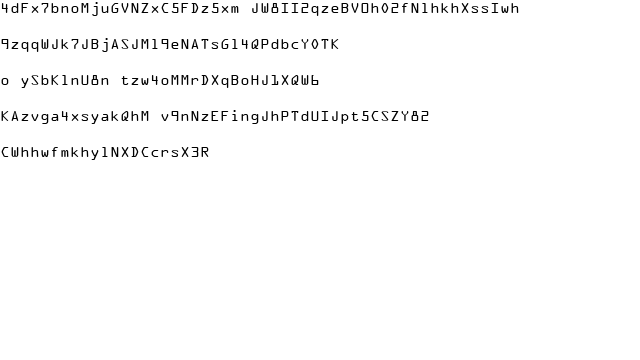 4dFx7bnoMjuGVNZxC5FDz5xm JW8II2qzeBVOh02fNlhkhXssIwh
9zqqWJk7JBjASJMl9eNATsGl4QPdbcY0TK
o ySbKlnU8n tzw4oMMrDXqBoHJ1XQW6
KAzvga4xsyakQhM v9nNzEFingJhPTdUIJpt5CSZY82
CWhhwfmkhylNXDCcrsX3R